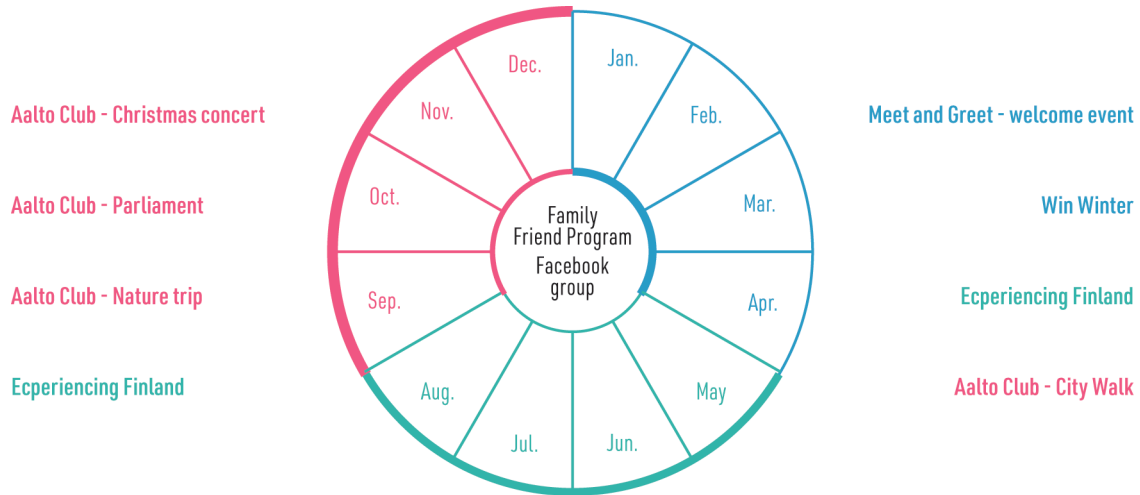 Dec.
Jan.
Nov.
Feb.
Oct.
Mar.
Sep.
Apr.
Aug.
May
Jul.
Jun.
Family
Friend Program
Facebook
group
Aalto Club - Christmas concert
Aalto Club - Parliament
Aalto Club - Nature trip
Ecperiencing Finland
Meet and Greet - welcome event
Win Winter
Ecperiencing Finland
Aalto Club - City Walk